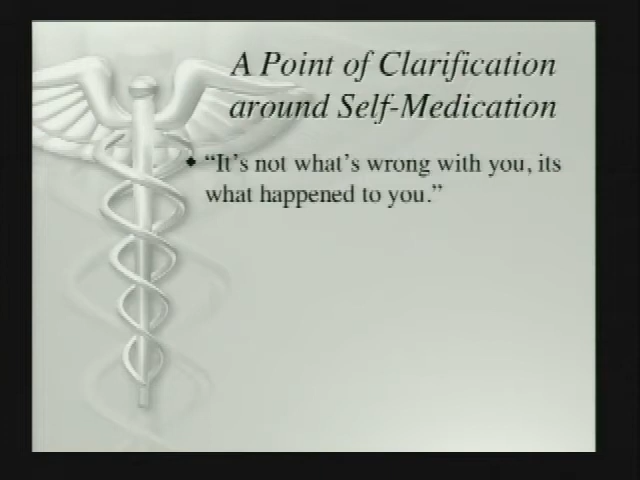 A Point of Clarification
around Self-Medication
“It’s not what’s wrong with you, its
what happened to you.”